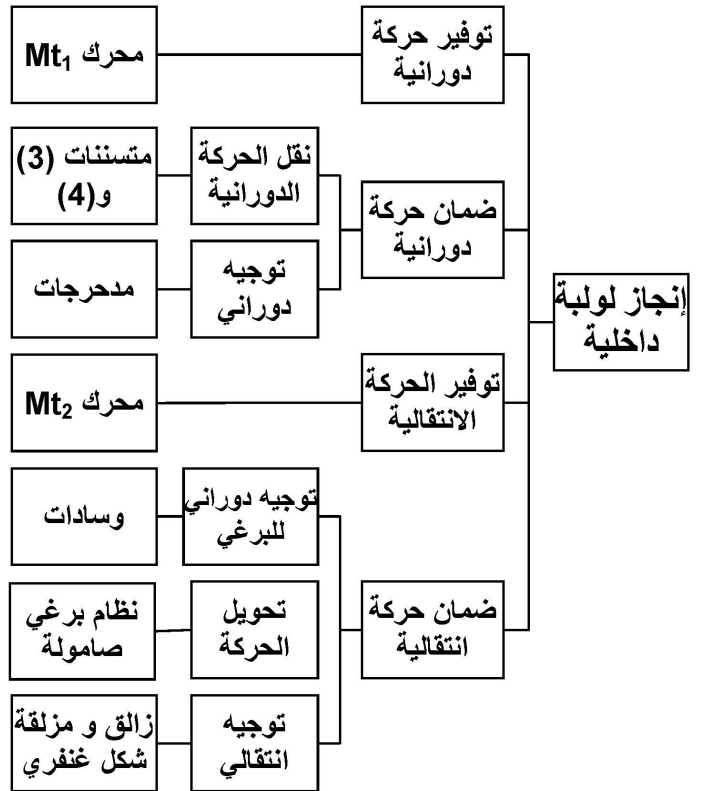 توفير حركة
دورانية
محرك Mt₁
نقل الحركة
الدورانية
متسننات (3)
و(4)
ضمان حركة
دورانية
توجيه
دوراني
مدحرجات
إنجاز لولبة
داخلية
توفير الحركة
الانتقالية
محرك Mt₂
توجيه دوراني
للبرغي
وسادات
ضمان حركة
انتقالية
تحويل
الحركة
نظام برغي
صامولة
توجيه
انتقالي
زالق و مزلقة
شكل غنفري